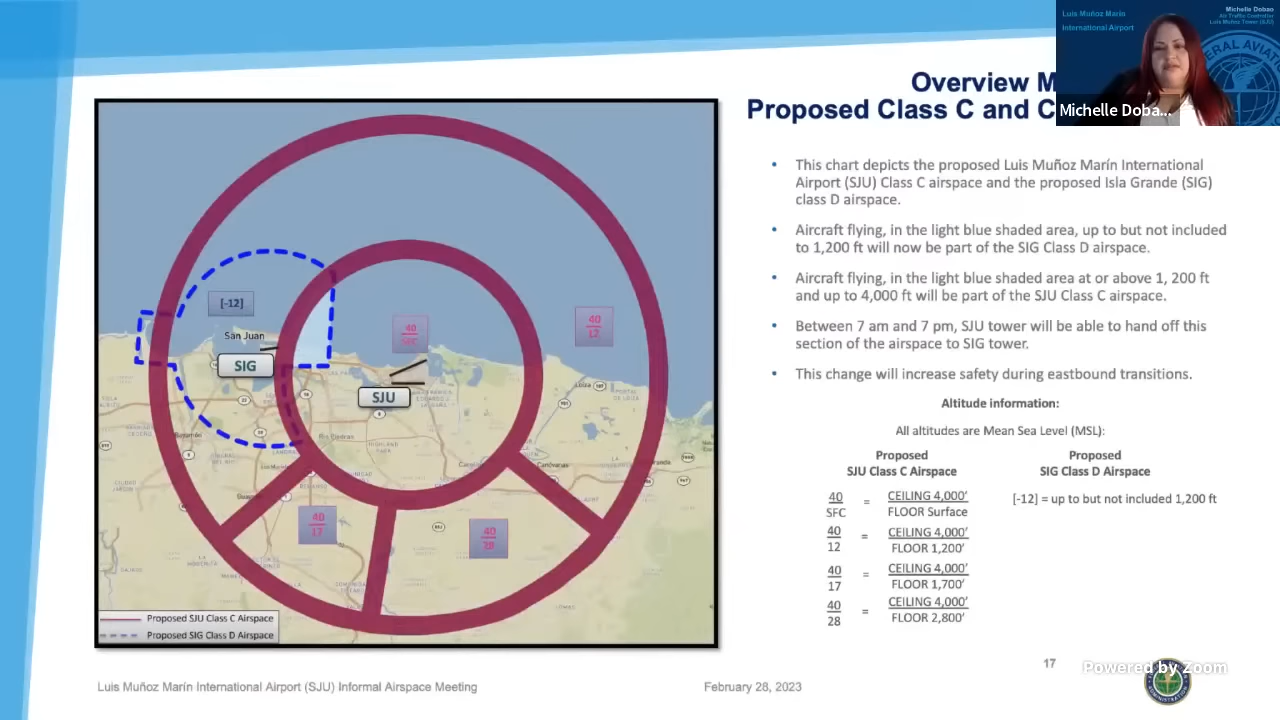 Luis Muñoz Marín
International Airport
Michelle Dobao
Air Traffic Controller
Luis Muñoz Tower (SJU)
Michelle Doba...
Overview M
Proposed Class C and C
• This chart depicts the proposed Luis Muñoz Marín International
Airport (SJU) Class C airspace and the proposed Isla Grande (SIG)
class D airspace.
• Aircraft flying, in the light blue shaded area, up to but not included
to 1,200 ft will now be part of the SIG Class D airspace.
• Aircraft flying, in the light blue shaded area at or above 1, 200 ft
and up to 4,000 ft will be part of the SJU Class C airspace.
• Between 7 am and 7 pm, SJU tower will be able to hand off this
section of the airspace to SIG tower.
• This change will increase safety during eastbound transitions.
Altitude information:
All altitudes are Mean Sea Level (MSL):
Proposed
SJU Class C Airspace
40
SFC
=
CEILING 4,000'
FLOOR Surface
40
12
=
CEILING 4,000'
FLOOR 1,200'
40
17
=
CEILING 4,000'
FLOOR 1,700'
40
28
=
CEILING 4,000'
FLOOR 2,800'
Proposed
SIG Class D Airspace
[-12] = up to but not included 1,200 ft
[-12]
San Juan
SIG
40
SFC
40
12
SJU
Río Piedras
Loíza
Canóvanas
40
17
40
28
Proposed SJU Class C Airspace
Proposed SIG Class D Airspace
17
Powered by Zoom
Luis Muñoz Marín International Airport (SJU) Informal Airspace Meeting
February 28, 2023